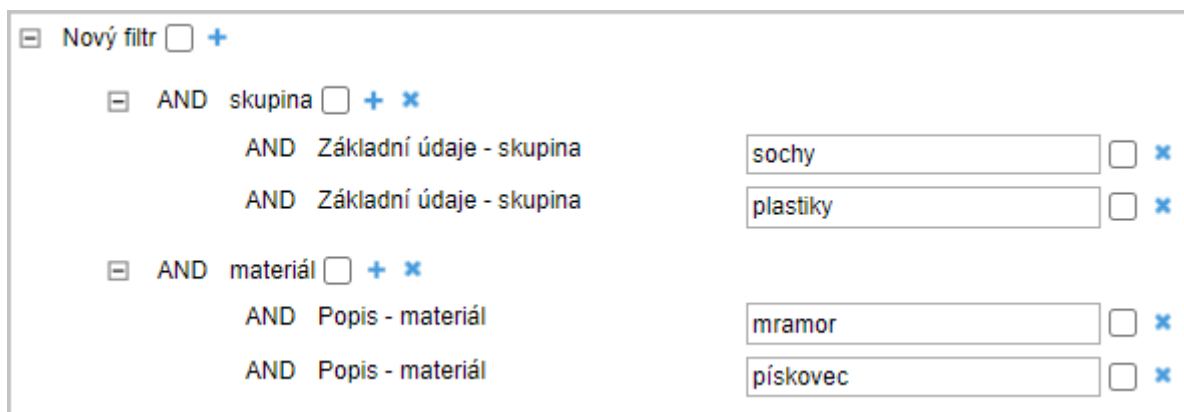 Nový filtr
AND skupina
AND Základní údaje - skupina sochy
AND Základní údaje - skupina plastiky
AND materiál
AND Popis - materiál mramor
AND Popis - materiál pískovec